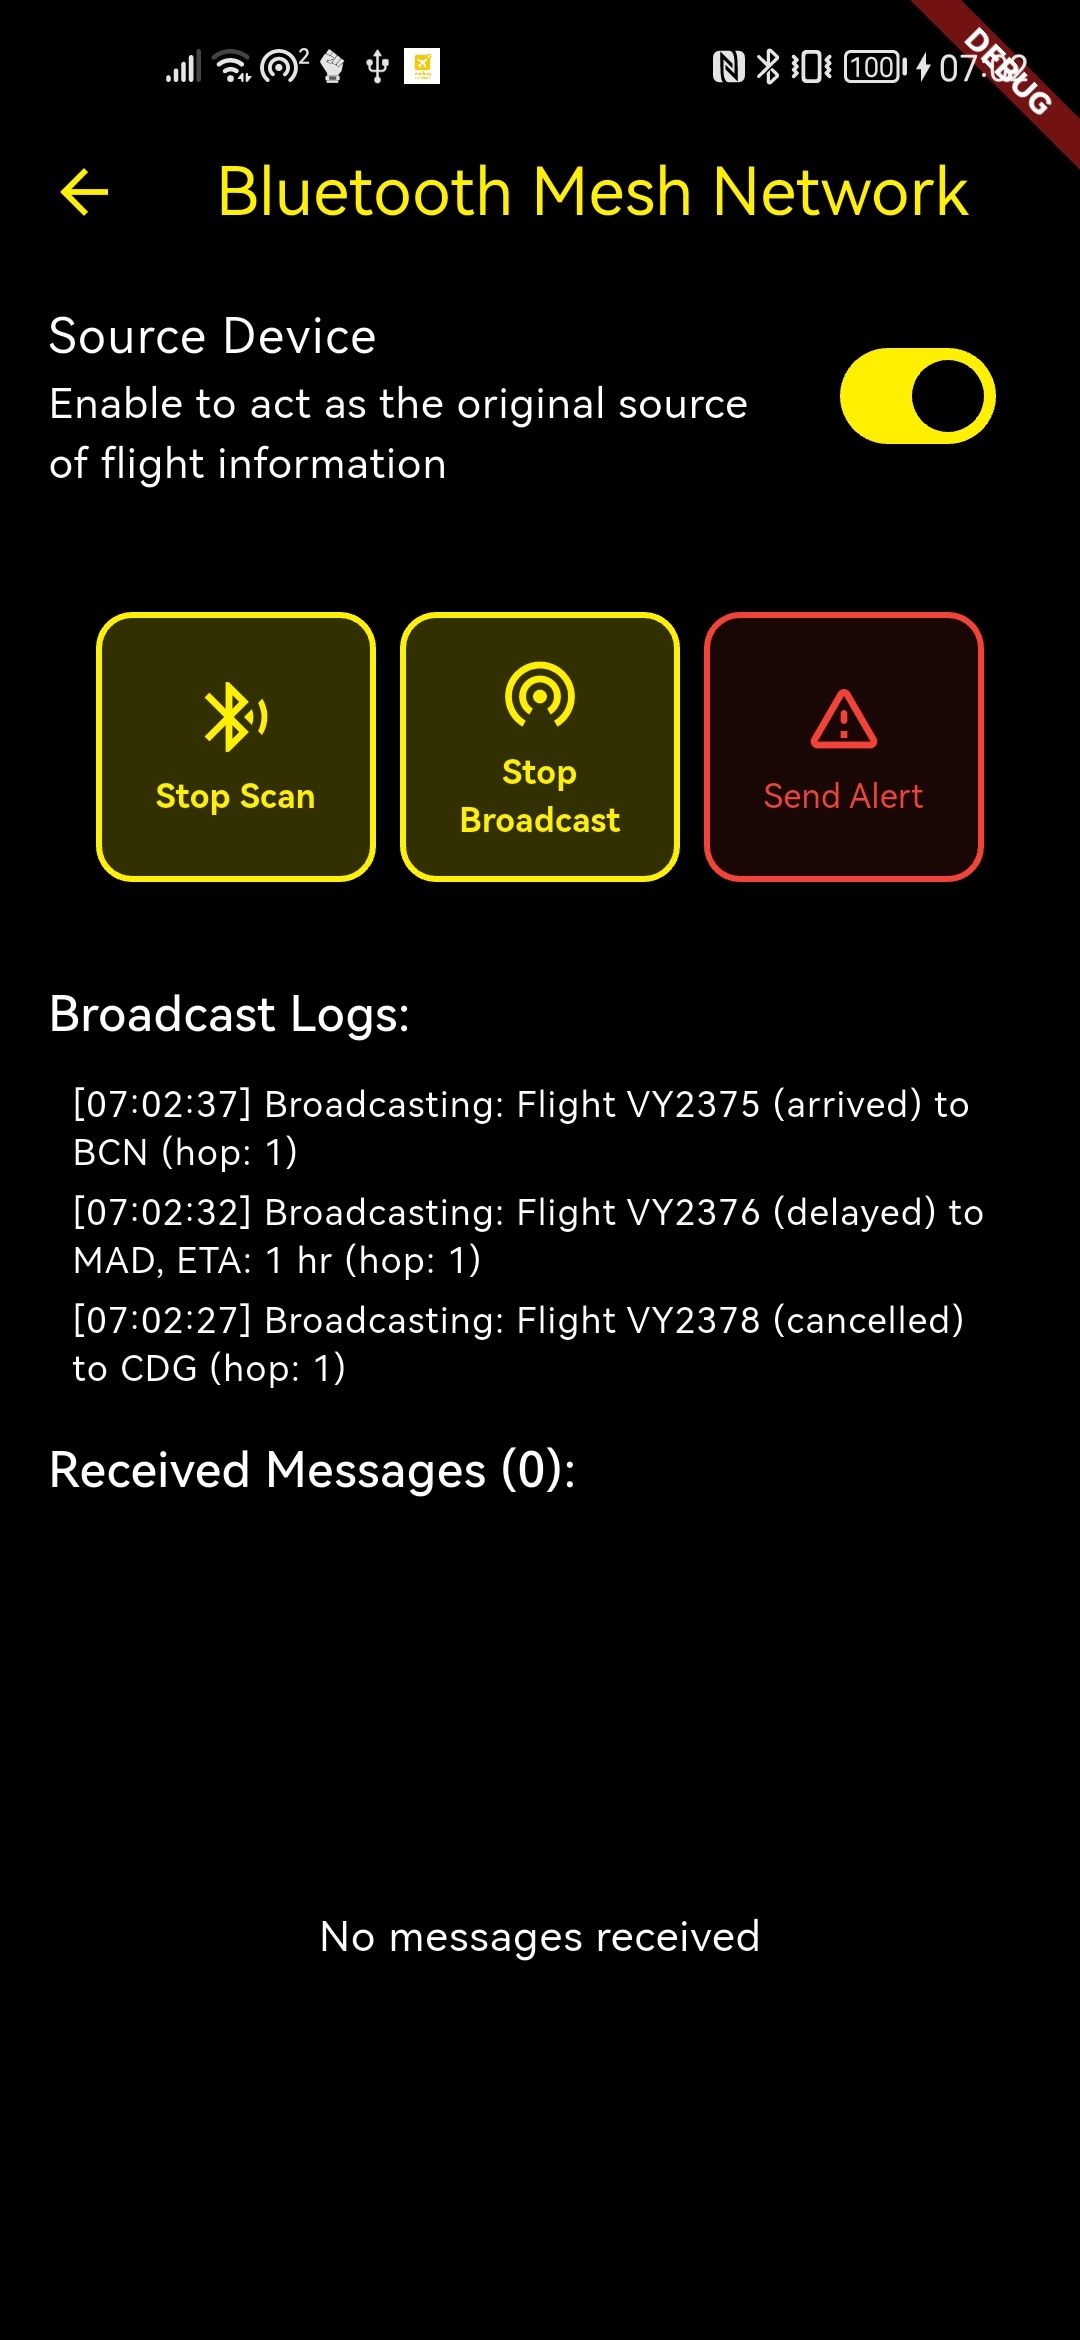 2
100
DEBUG
Bluetooth Mesh Network
Source Device
Enable to act as the original source
of flight information
Stop Scan
Stop
Broadcast
Send Alert
Broadcast Logs:
[07:02:37] Broadcasting: Flight VY2375 (arrived) to
BCN (hop: 1)
[07:02:32] Broadcasting: Flight VY2376 (delayed) to
MAD, ETA: 1 hr (hop: 1)
[07:02:27] Broadcasting: Flight VY2378 (cancelled)
to CDG (hop: 1)
Received Messages (0):
No messages received